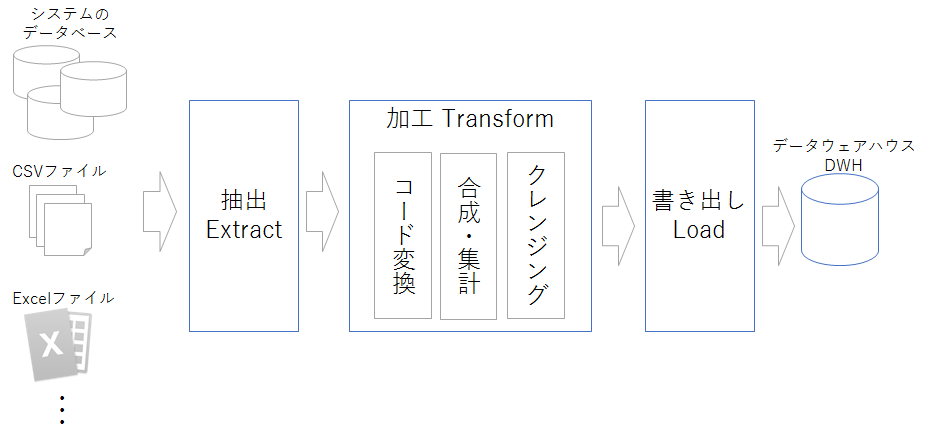 システムの
データベース
CSVファイル
Excelファイル
X
抽出
Extract
加工 Transform
コード変換
合成・集計
クレンジング
書き出し
Load
データウェアハウス
DWH